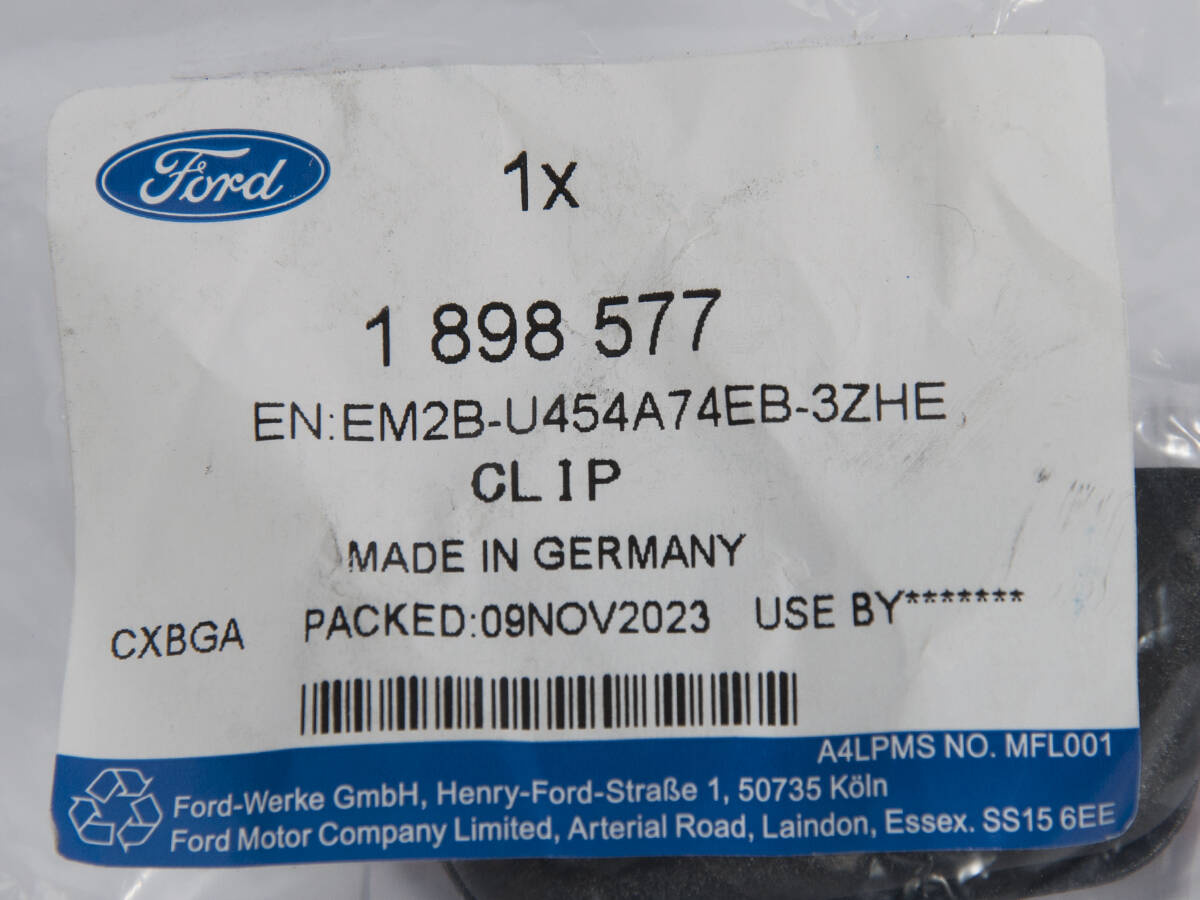 Ford
1x
1 898 577
EN:EM2B-U454A74EB-3ZHE
CLIP
MADE IN GERMANY
CXBGA PACKED:09NOV2023 USE BY*******
A4LPMS NO. MFL001
Ford-Werke GmbH, Henry-Ford-Straße 1, 50735 Köln
Ford Motor Company Limited, Arterial Road, Laindon, Essex. SS15 6EE